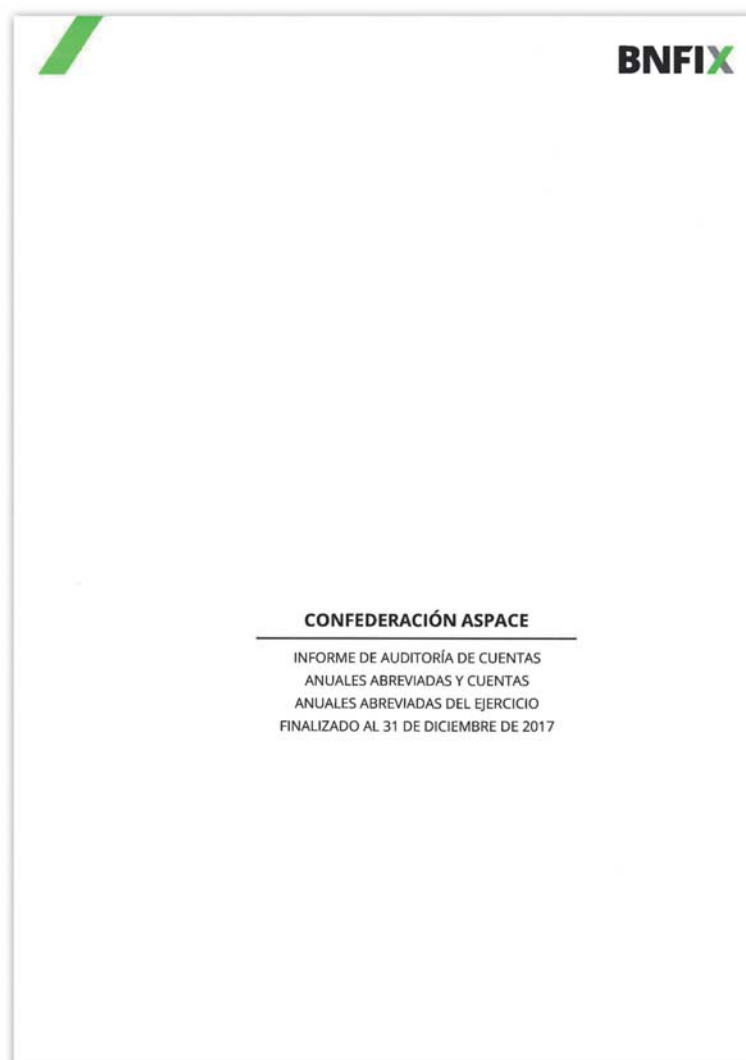 BNFIX
CONFEDERACIÓN ASPACE
INFORME DE AUDITORÍA DE CUENTAS
ANUALES ABREVIADAS Y CUENTAS
ANUALES ABREVIADAS DEL EJERCICIO
FINALIZADO AL 31 DE DICIEMBRE DE 2017